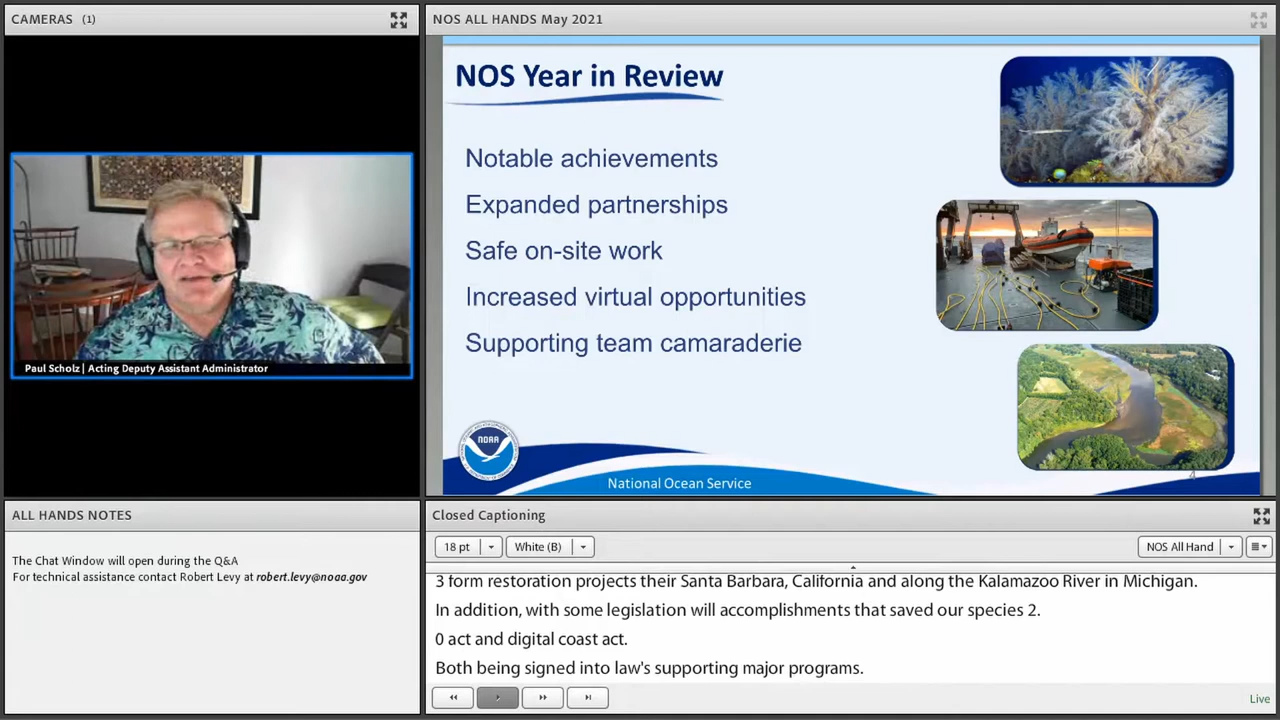 CAMERAS (1)
Paul Scholz | Acting Deputy Assistant Administrator
NOS ALL HANDS May 2021
NOS Year in Review
Notable achievements
Expanded partnerships
Safe on-site work
Increased virtual opportunities
Supporting team camaraderie
NOAA
National Ocean Service
4
ALL HANDS NOTES
The Chat Window will open during the Q&A
For technical assistance contact Robert Levy at robert.levy@noaa.gov
Closed Captioning
18 pt
White (B)
NOS All Hand
3 form restoration projects their Santa Barbara, California and along the Kalamazoo River in Michigan.
In addition, with some legislation will accomplishments that saved our species 2.
0 act and digital coast act.
Both being signed into law's supporting major programs.
Live